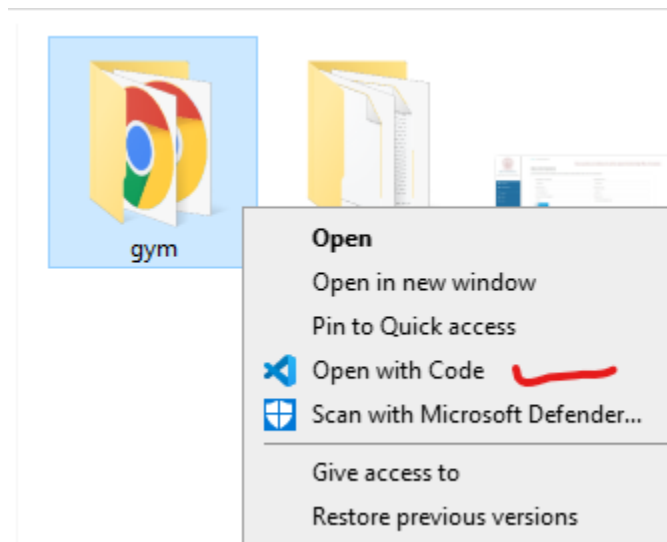 gym
Open
Open in new window
Pin to Quick access
Open with Code
Scan with Microsoft Defender...
Give access to
Restore previous versions